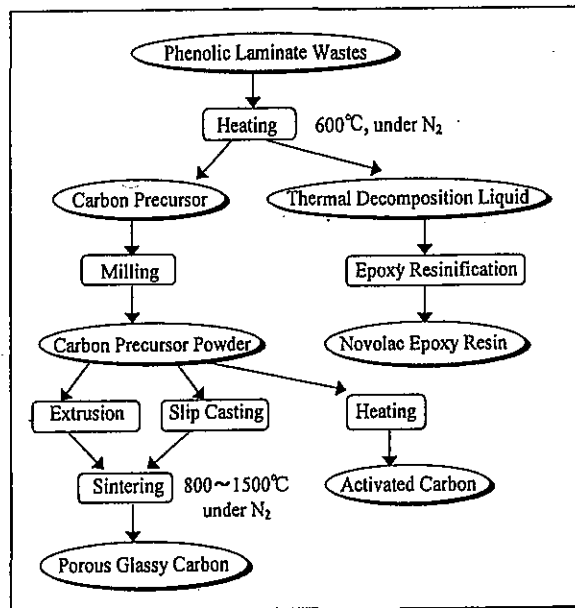 Phenolic Laminate Wastes
Heating
600℃, under N₂
Carbon Precursor
Thermal Decomposition Liquid
Milling
Epoxy Resinification
Carbon Precursor Powder
Novolac Epoxy Resin
Extrusion
Slip Casting
Heating
Sintering
800~1500℃
under N₂
Activated Carbon
Porous Glassy Carbon